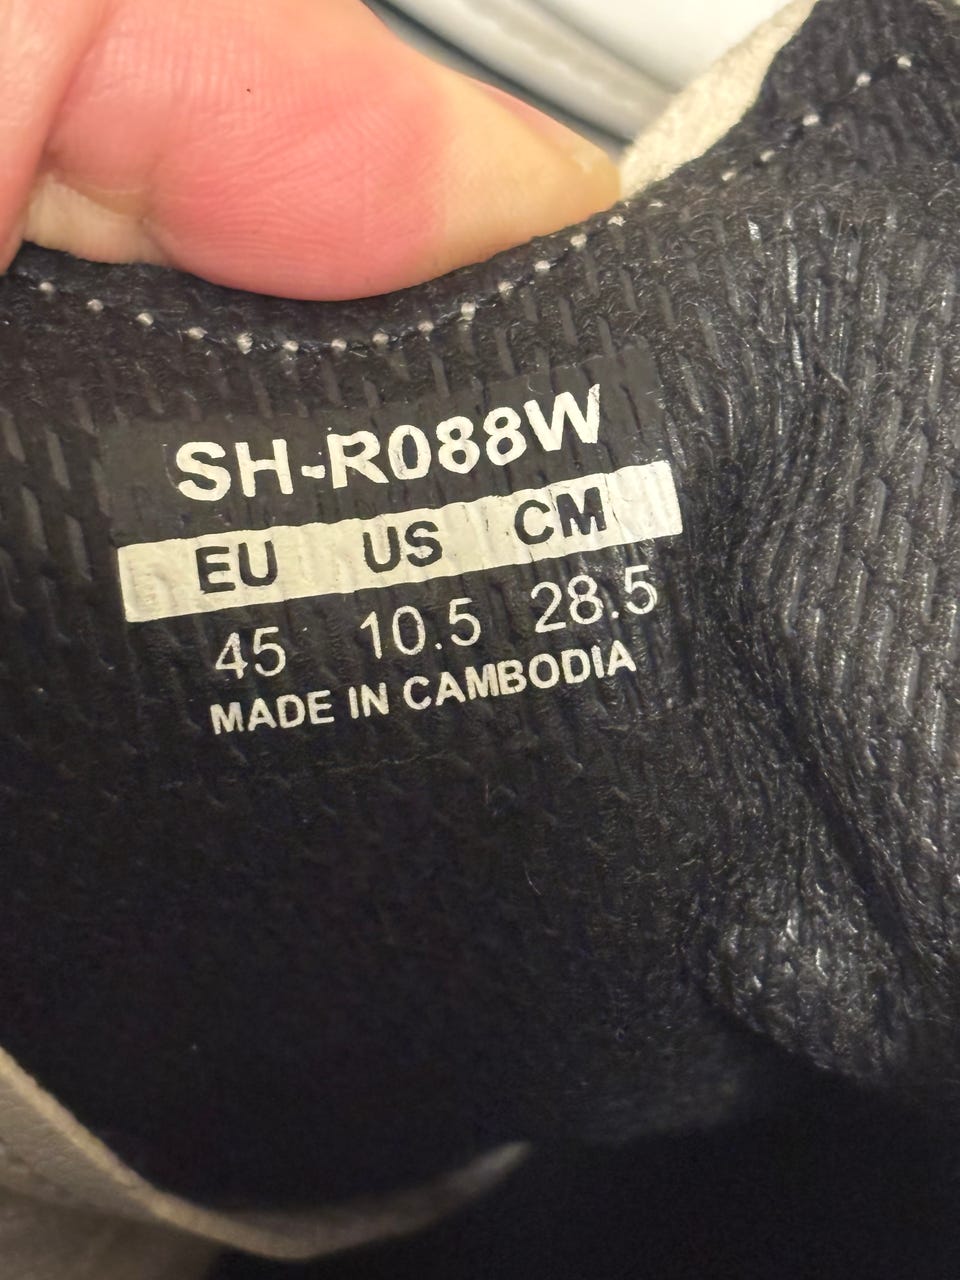 SH-R088W
EU US CM
45 10.5 28.5
MADE IN CAMBODIA